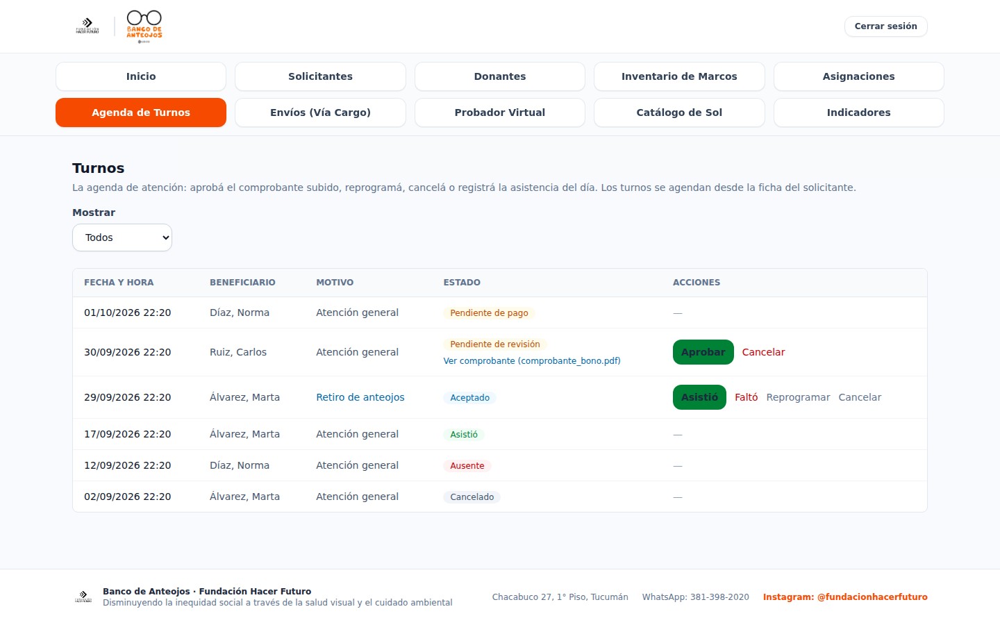 FUNDACIÓN
HACER FUTURO
BANCO DE
ANTEOJOS
Cerrar sesión
Inicio
Solicitantes
Donantes
Inventario de Marcos
Asignaciones
Agenda de Turnos
Envíos (Vía Cargo)
Probador Virtual
Catálogo de Sol
Indicadores
Turnos
La agenda de atención: aprobá el comprobante subido, reprogramá, cancelá o registrá la asistencia del día. Los turnos se agendan desde la ficha del solicitante.
Mostrar
Todos
FECHA Y HORA BENEFICIARIO MOTIVO ESTADO ACCIONES
01/10/2026 22:20 Díaz, Norma Atención general Pendiente de pago —
30/09/2026 22:20 Ruiz, Carlos Atención general Pendiente de revisión
Ver comprobante (comprobante_bono.pdf)
Aprobar Cancelar
29/09/2026 22:20 Álvarez, Marta Retiro de anteojos Aceptado Asistió Faltó Reprogramar Cancelar
17/09/2026 22:20 Álvarez, Marta Atención general Asistió —
12/09/2026 22:20 Díaz, Norma Atención general Ausente —
02/09/2026 22:20 Álvarez, Marta Atención general Cancelado —
Banco de Anteojos · Fundación Hacer Futuro
Disminuyendo la inequidad social a través de la salud visual y el cuidado ambiental
Chacabuco 27, 1° Piso, Tucumán
WhatsApp: 381-398-2020
Instagram: @fundacionhacerfuturo